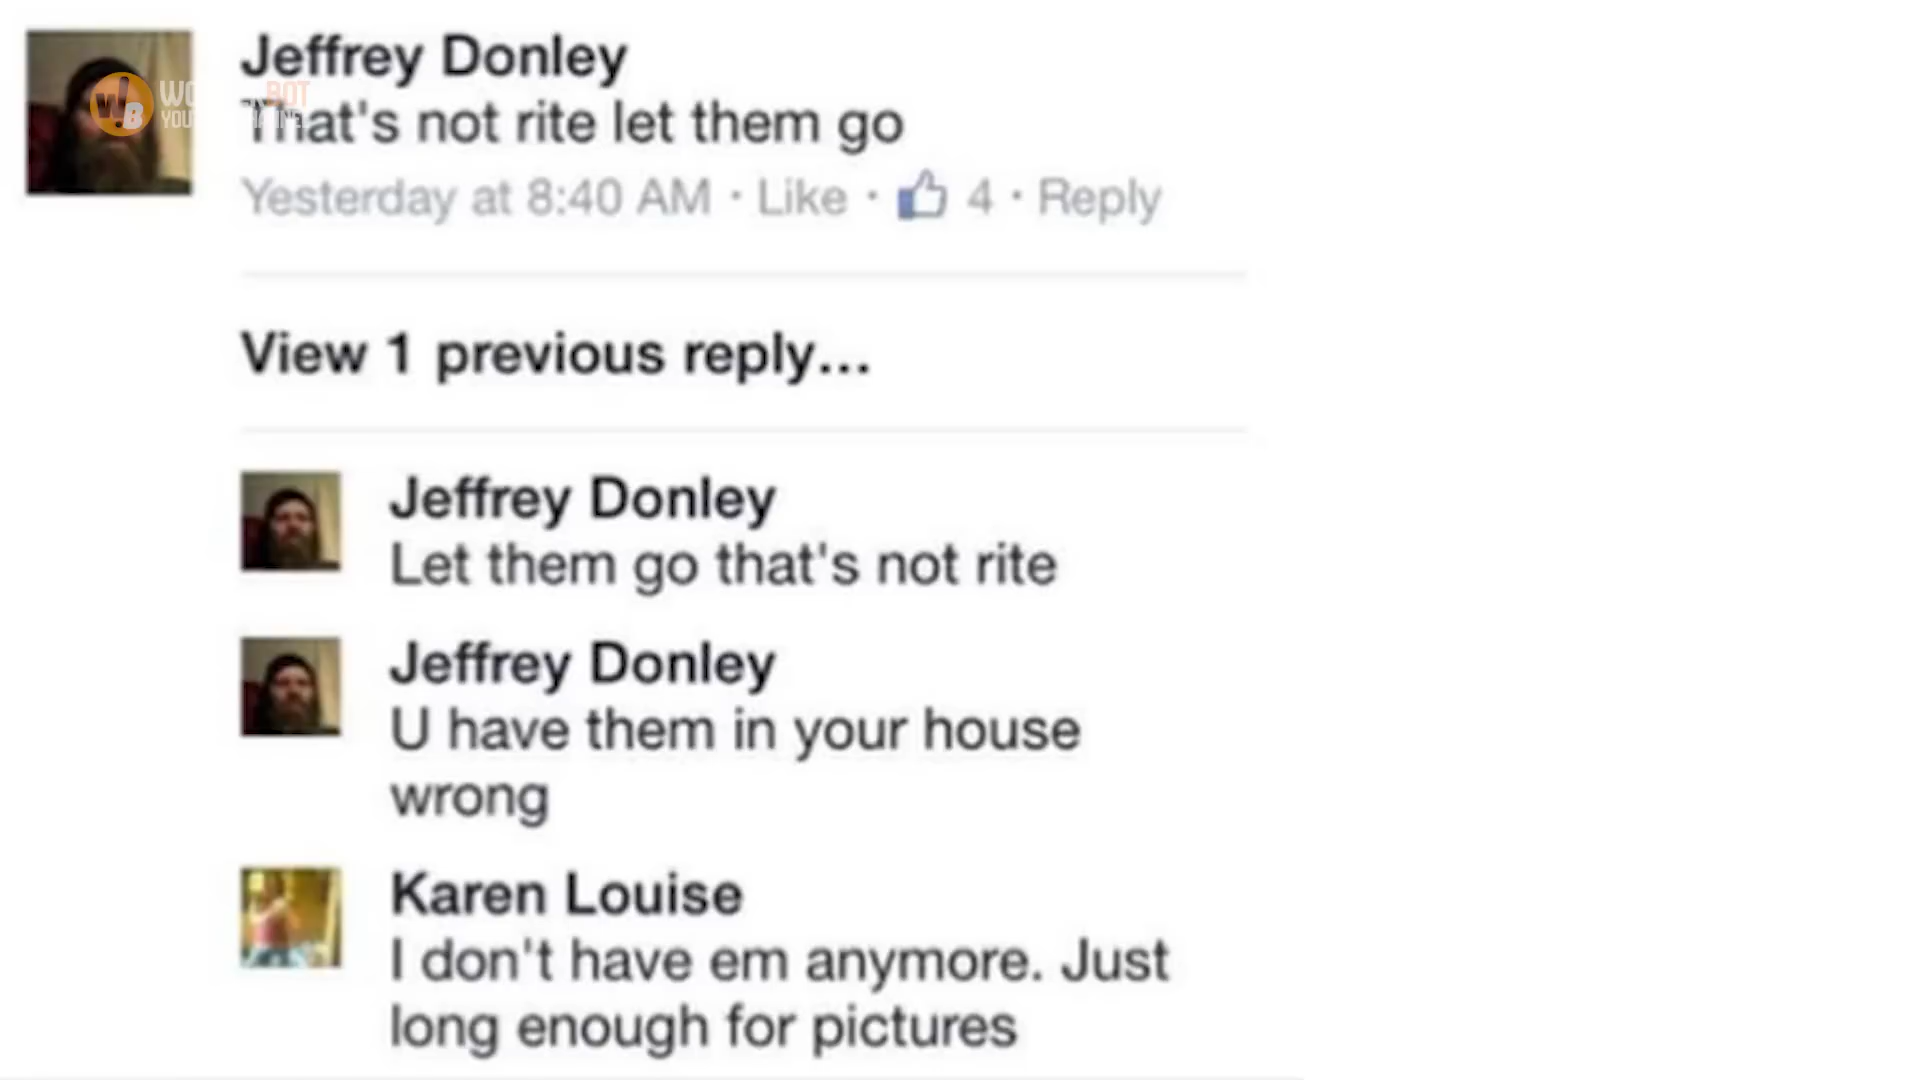 Jeffrey Donley
That's not rite let them go
Yesterday at 8:40 AM · Like · 4 · Reply
View 1 previous reply...
Jeffrey Donley
Let them go that's not rite
Jeffrey Donley
U have them in your house
wrong
Karen Louise
I don't have em anymore. Just
long enough for pictures